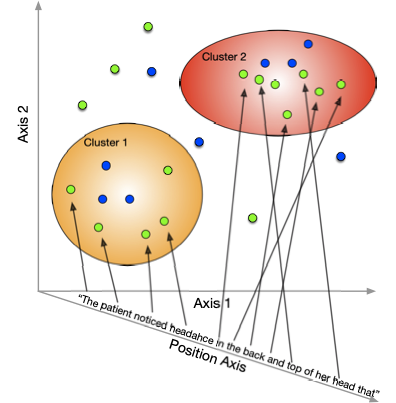 Cluster 2
Axis 2
Cluster 1
Axis 1
"The patient noticed headahce in the back and top of her head that"
Position Axis